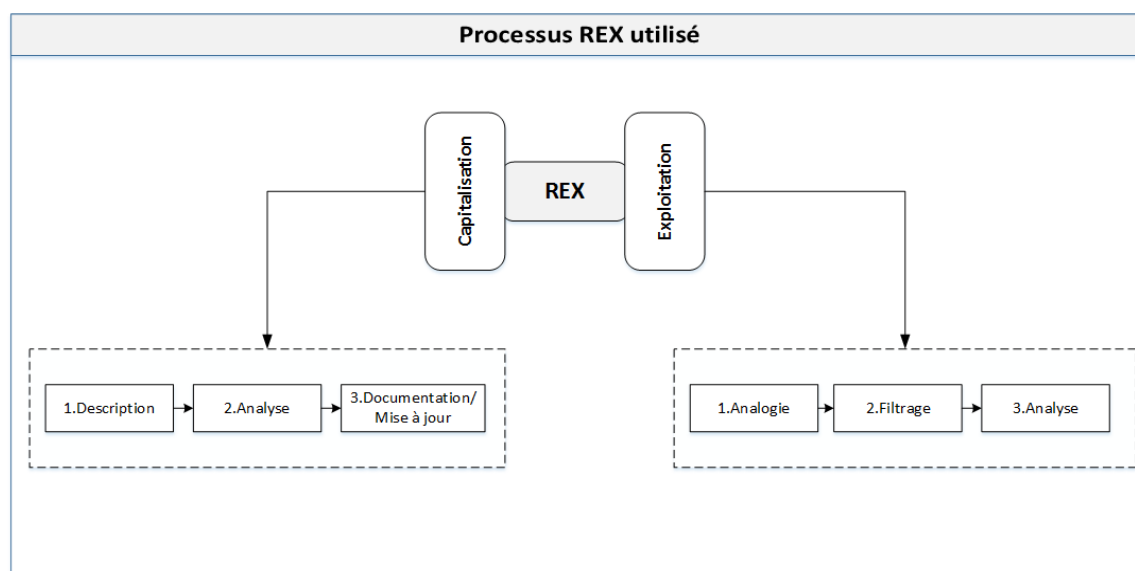 Processus REX utilisé
Capitalisation
REX
Exploitation
1.Description
2.Analyse
3.Documentation/
Mise à jour
1.Analogie
2.Filtrage
3.Analyse